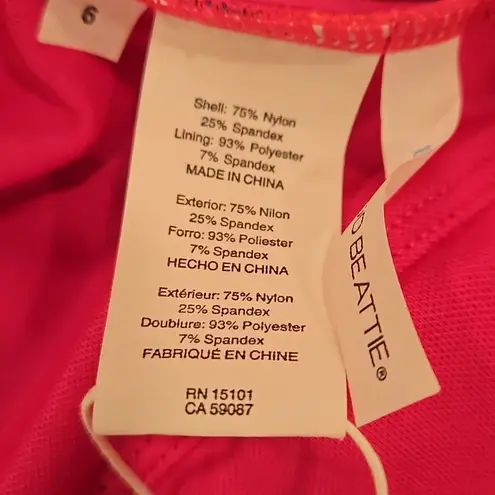 6
Shell: 75% Nylon
25% Spandex
Lining: 93% Polyester
7% Spandex
MADE IN CHINA
Exterior: 75% Nilon
25% Spandex
Forro: 93% Poliester
7% Spandex
HECHO EN CHINA
Extérieur: 75% Nylon
25% Spandex
Doublure: 93% Polyester
7% Spandex
FABRIQUÉ EN CHINE
RN 15101
CA 59087
BEATTIE®